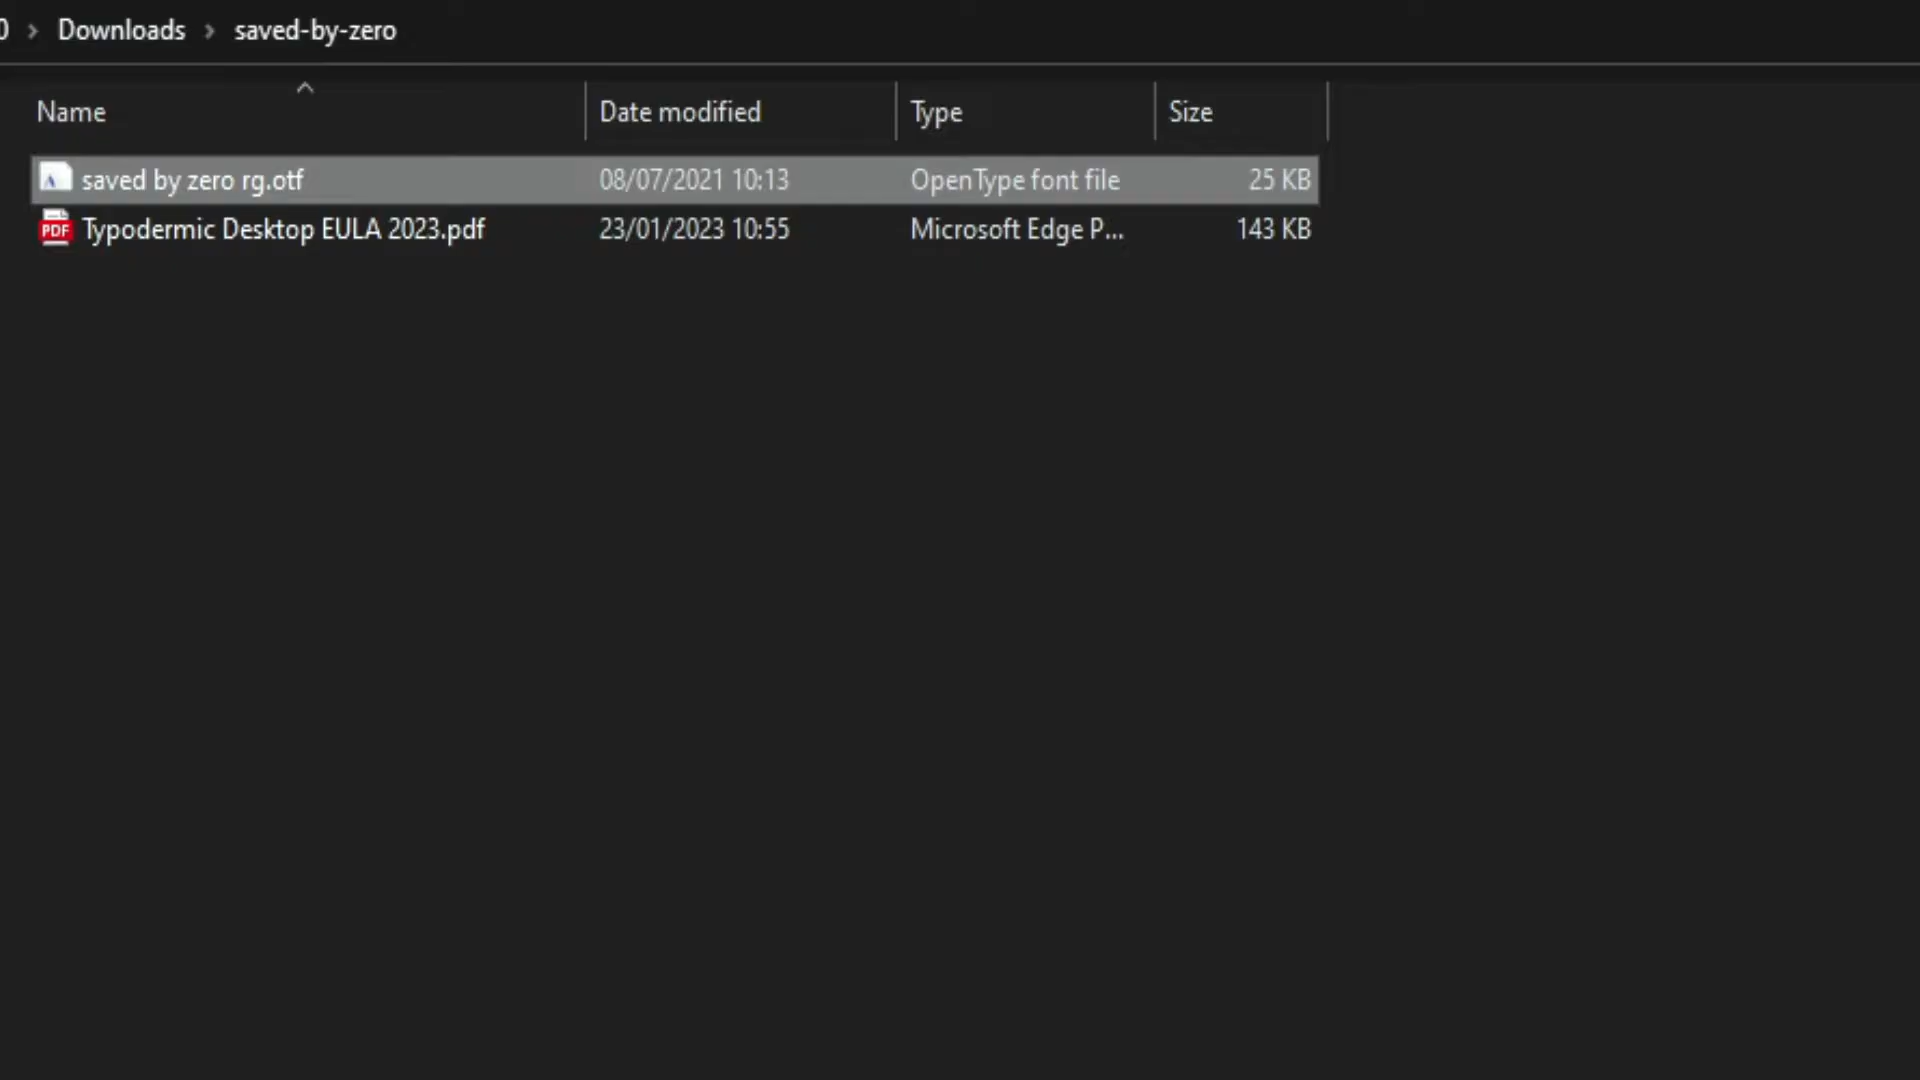 0 > Downloads > saved-by-zero
Name Date modified Type Size
saved by zero rg.otf 08/07/2021 10:13 OpenType font file 25 KB
PDF Typodermic Desktop EULA 2023.pdf 23/01/2023 10:55 Microsoft Edge P... 143 KB